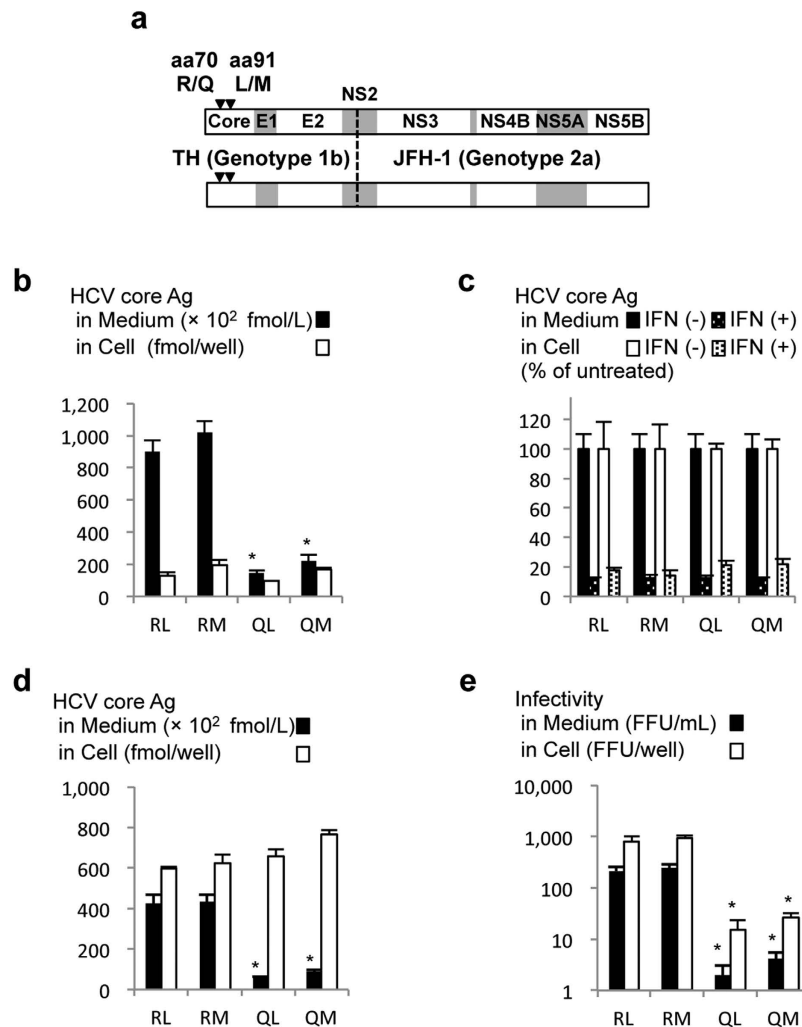 a
aa70 aa91
R/Q L/M
NS2
Core E1 E2 NS3 NS4B NS5A NS5B
TH (Genotype 1b) JFH-1 (Genotype 2a)
b
HCV core Ag
in Medium (× 10² fmol/L)
in Cell (fmol/well)
1,200
1,000
800
600
400
200
0
* *
RL RM QL QM
c
HCV core Ag
in Medium IFN (-) IFN (+)
in Cell IFN (-) IFN (+)
(% of untreated)
120
100
80
60
40
20
0
RL RM QL QM
d
HCV core Ag
in Medium (× 10² fmol/L)
in Cell (fmol/well)
1,000
800
600
400
200
0
* *
RL RM QL QM
e
Infectivity
in Medium (FFU/mL)
in Cell (FFU/well)
10,000
1,000
100
10
1
* * * *
RL RM QL QM